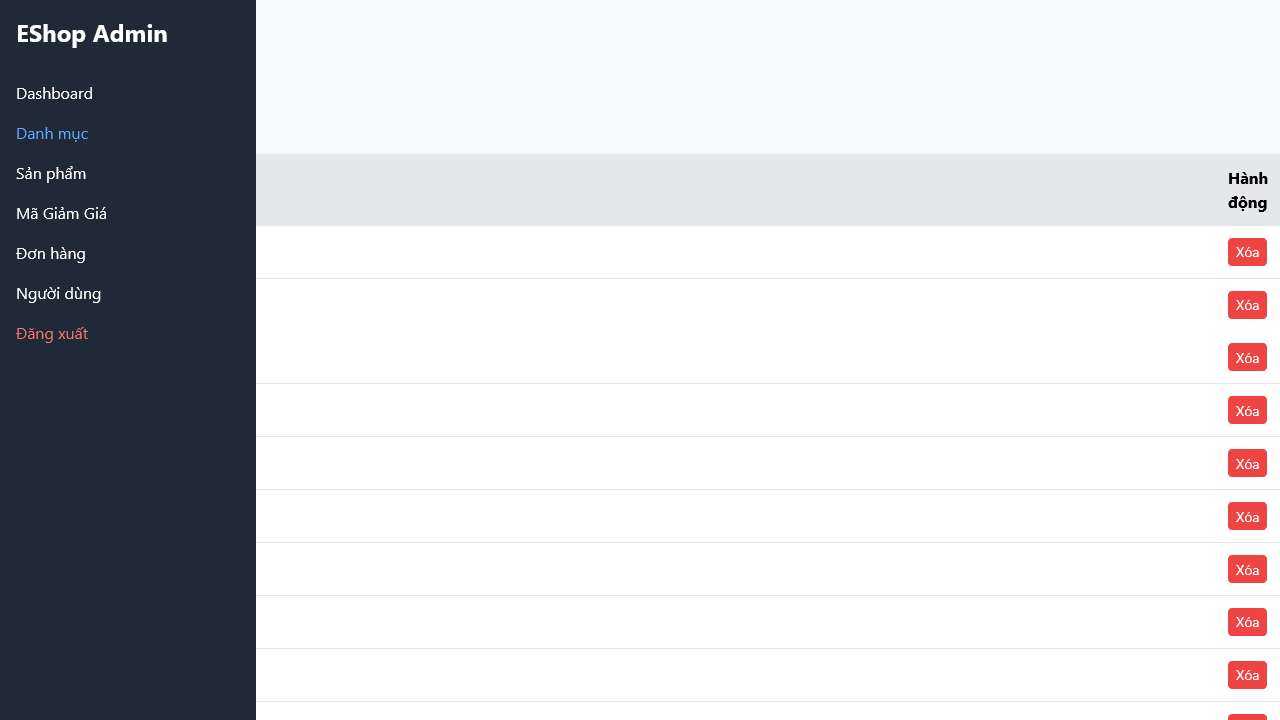 EShop Admin
Dashboard
Danh mục
Sản phẩm
Mã Giảm Giá
Đơn hàng
Người dùng
Đăng xuất
Hành
động
Xóa
Xóa
Xóa
Xóa
Xóa
Xóa
Xóa
Xóa
Xóa